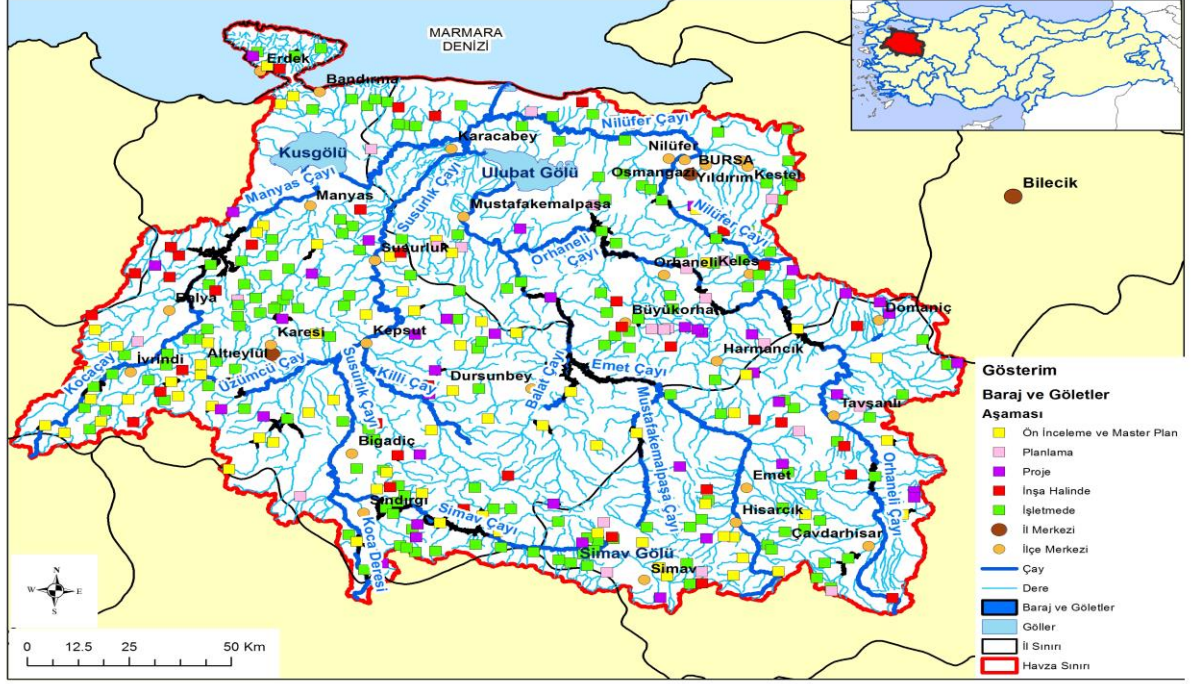 MARMARA
DENİZİ
Erdek
Bandırma
Kusgölü
Karacabey
Nilüfer Çayı
Nilüfer
BURSA
Osmangazi
Yıldırım
Kestel
Ulubat Gölü
Bilecik
Manyas Çayı
Manyas
Susurlık Çayı
Mustafakemalpaşa
Nilüfer Çayı
Susurluk
Orhaneli
Çayı
Orhaneli
Keles
Balya
Büyükorhan
Domaniç
Karesi
Kepsut
Harmancık
İvrindi
Altıeylül
Kocaçay
Üzümcü Çay
Susurlık Çayı
Killi Çay
Dursunbey
Balat Çayı
Emet Çayı
Mustafakemalpaşa Çayı
Tavşanlı
Bigadiç
Orhaneli Çayı
Emet
Sındırgı
Hisarcık
Simav Çayı
Koca Deresi
Çavdarhisar
Simav Gölü
Simav
Gösterim
Baraj ve Göletler
Aşaması
Ön İnceleme ve Master Plan
Planlama
Proje
İnşa Halinde
İşletmede
İl Merkezi
İlçe Merkezi
Çay
Dere
Baraj ve Göletler
Göller
İl Sınırı
Havza Sınırı
N
W E
S
0 12.5 25 50 Km